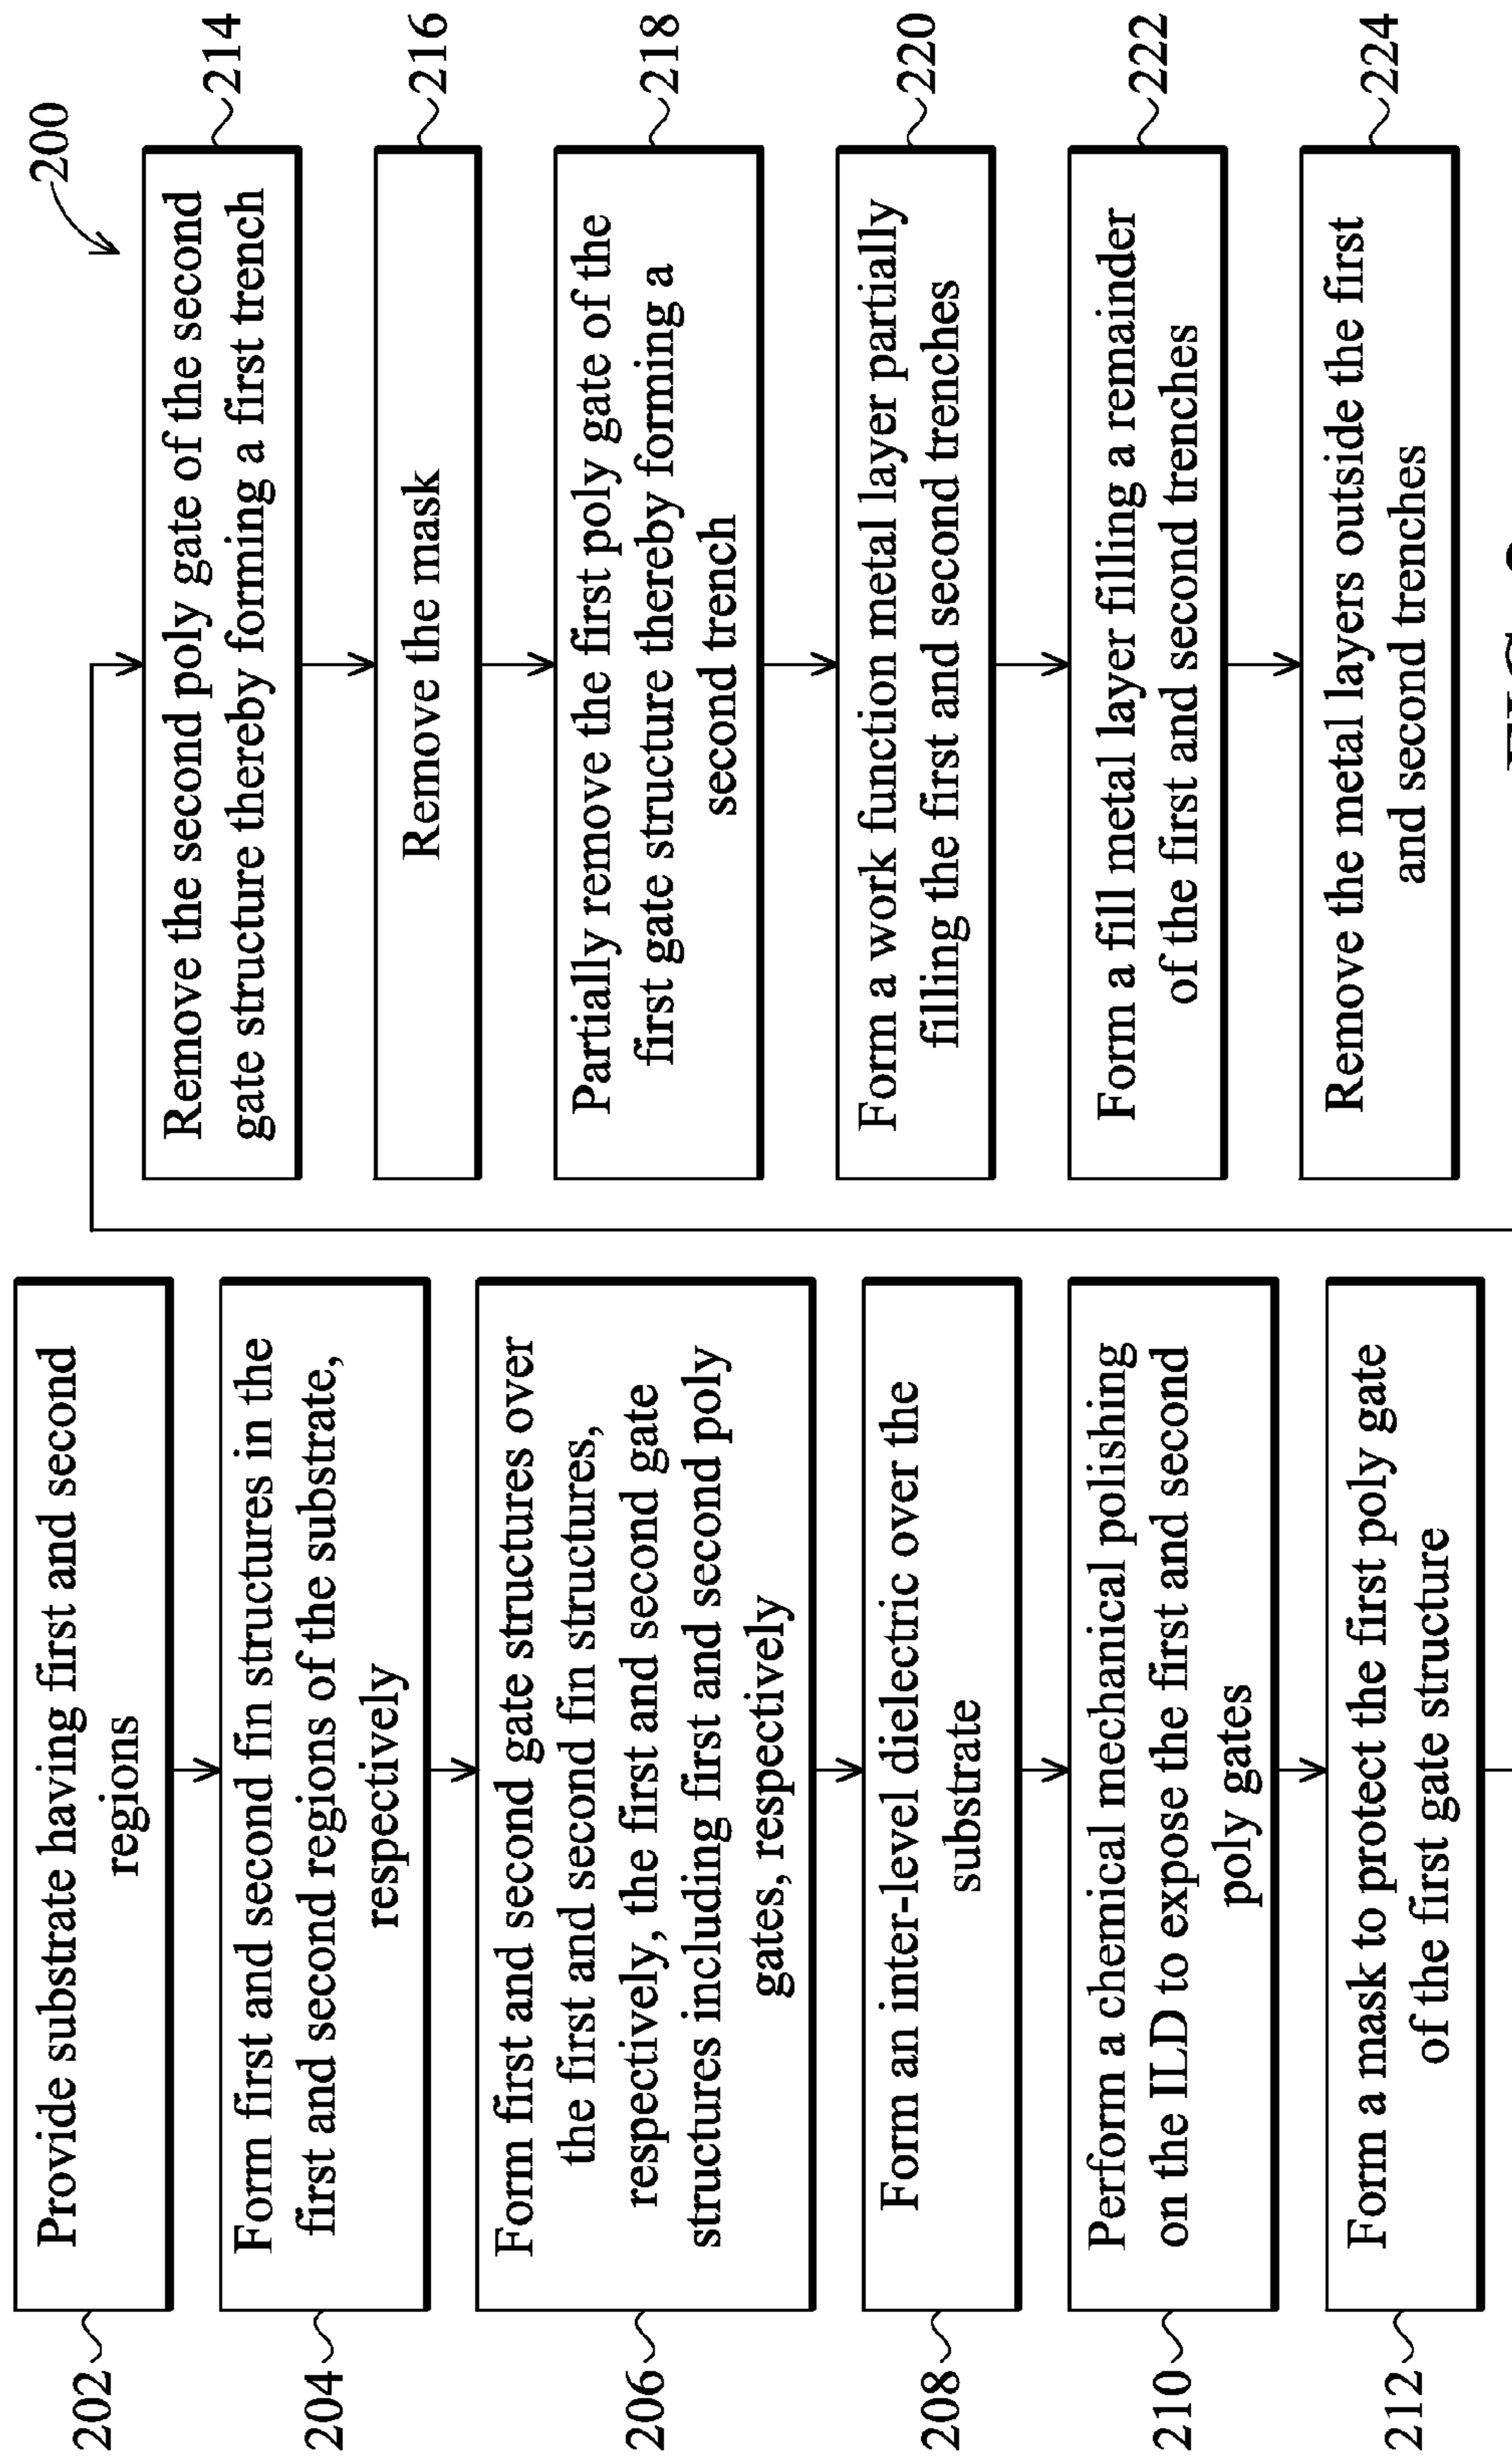 200
202
Provide substrate having first and second
regions
204
Form first and second fin structures in the
first and second regions of the substrate,
respectively
206
Form first and second gate structures over
the first and second fin structures,
respectively, the first and second gate
structures including first and second poly
gates, respectively
208
Form an inter-level dielectric over the
substrate
210
Perform a chemical mechanical polishing
on the ILD to expose the first and second
poly gates
212
Form a mask to protect the first poly gate
of the first gate structure
Remove the second poly gate of the second
gate structure thereby forming a first trench
214
Remove the mask
216
Partially remove the first poly gate of the
first gate structure thereby forming a
second trench
218
Form a work function metal layer partially
filling the first and second trenches
220
Form a fill metal layer filling a remainder
of the first and second trenches
222
Remove the metal layers outside the first
and second trenches
224